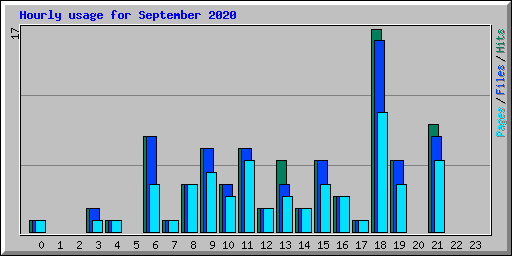 Hourly usage for September 2020
17
Pages / Files / Hits
0 1 2 3 4 5 6 7 8 9 10 11 12 13 14 15 16 17 18 19 20 21 22 23